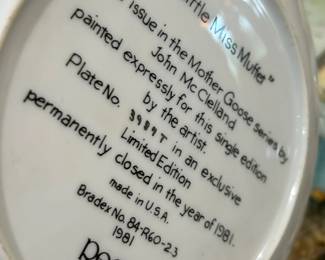 Little Miss Muffet"
issue in the Mother Goose series by
John McClelland
painted expressly for this single edition
by the artist.
Plate No. 3989 T in an exclusive
Limited Edition
permanently closed in the year of 1981.
made in U.S.A.
Bradex No. 84-R60-2.3
1981